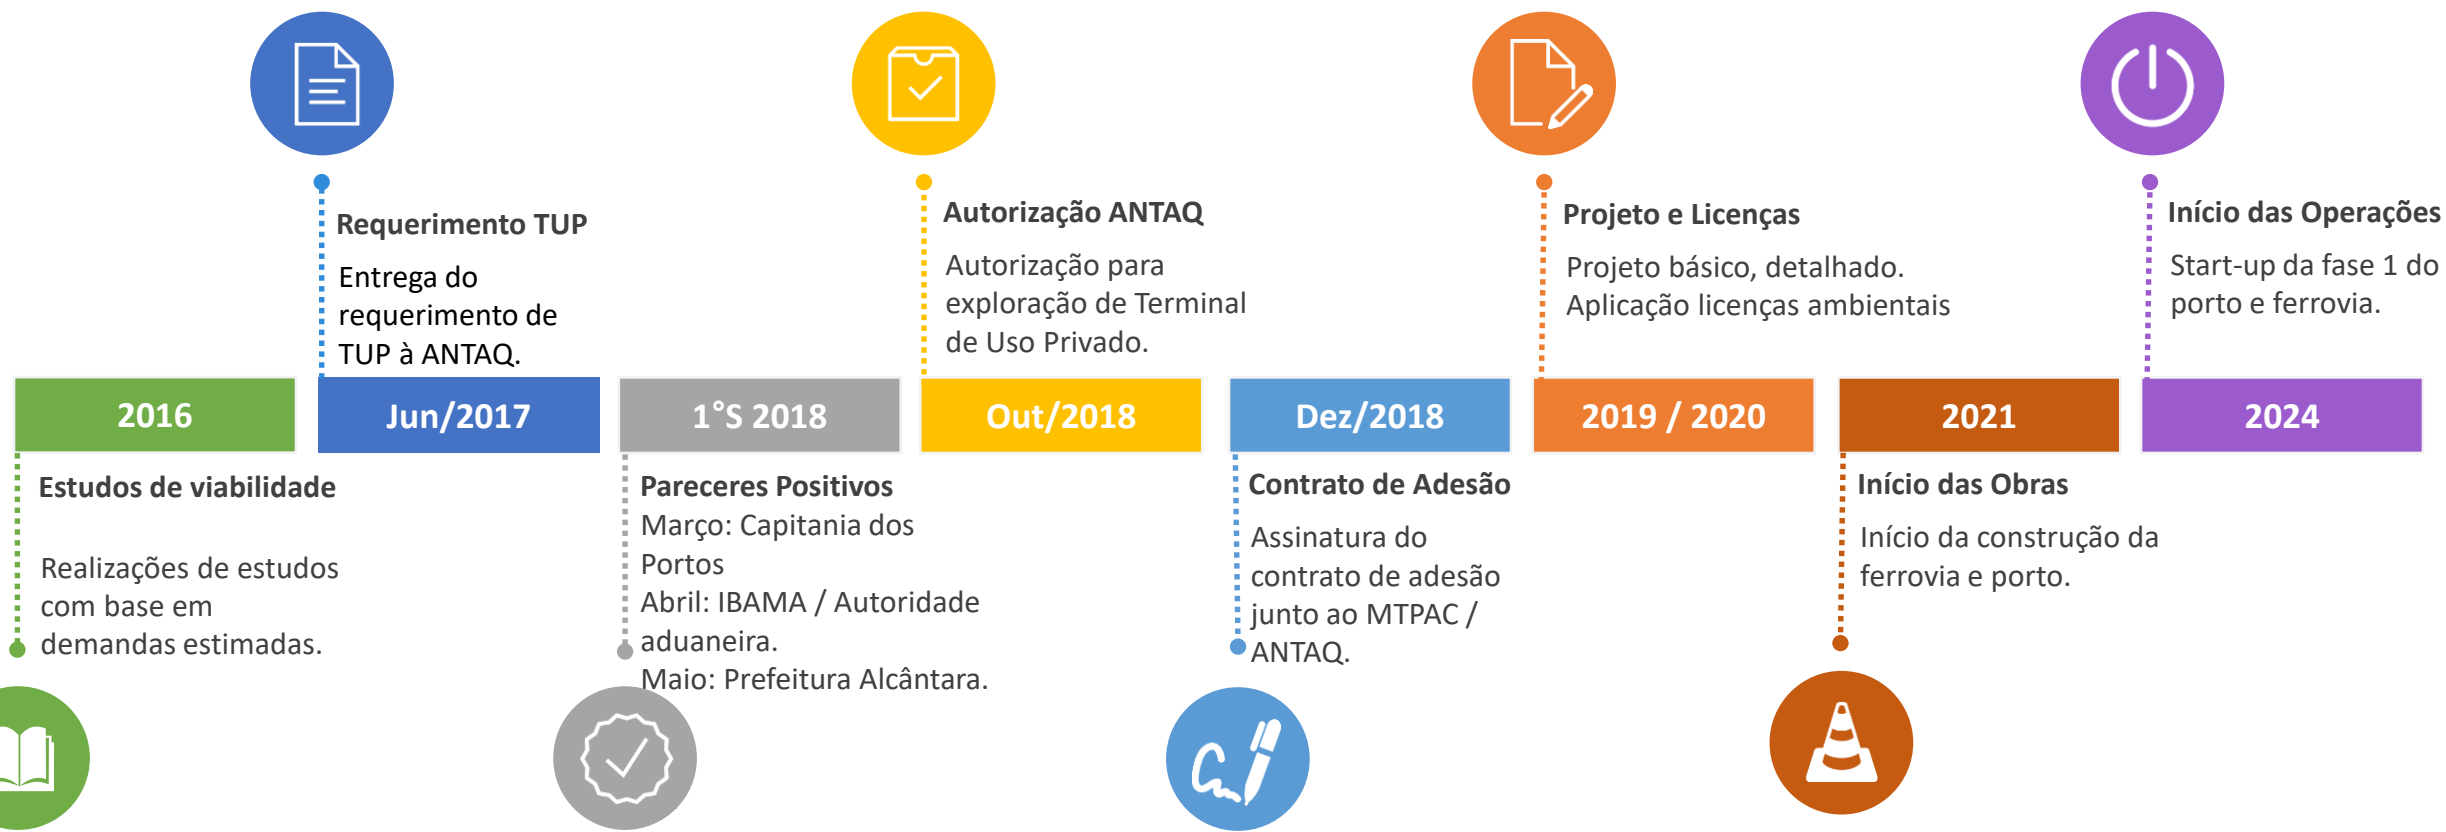 2016
Estudos de viabilidade
Realizações de estudos
com base em
demandas estimadas.
Requerimento TUP
Entrega do
requerimento de
TUP à ANTAQ.
Jun/2017
1°S 2018
Pareceres Positivos
Março: Capitania dos
Portos
Abril: IBAMA / Autoridade
aduaneira.
Maio: Prefeitura Alcântara.
Autorização ANTAQ
Autorização para
exploração de Terminal
de Uso Privado.
Out/2018
Dez/2018
Contrato de Adesão
Assinatura do
contrato de adesão
junto ao MTPAC /
ANTAQ.
Projeto e Licenças
Projeto básico, detalhado.
Aplicação licenças ambientais
2019 / 2020
2021
Início das Obras
Início da construção da
ferrovia e porto.
Início das Operações
Start-up da fase 1 do
porto e ferrovia.
2024